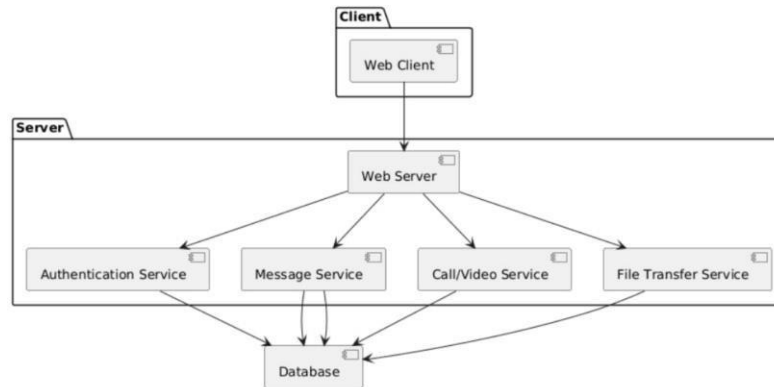 Client
Web Client
Server
Web Server
Authentication Service
Message Service
Call/Video Service
File Transfer Service
Database